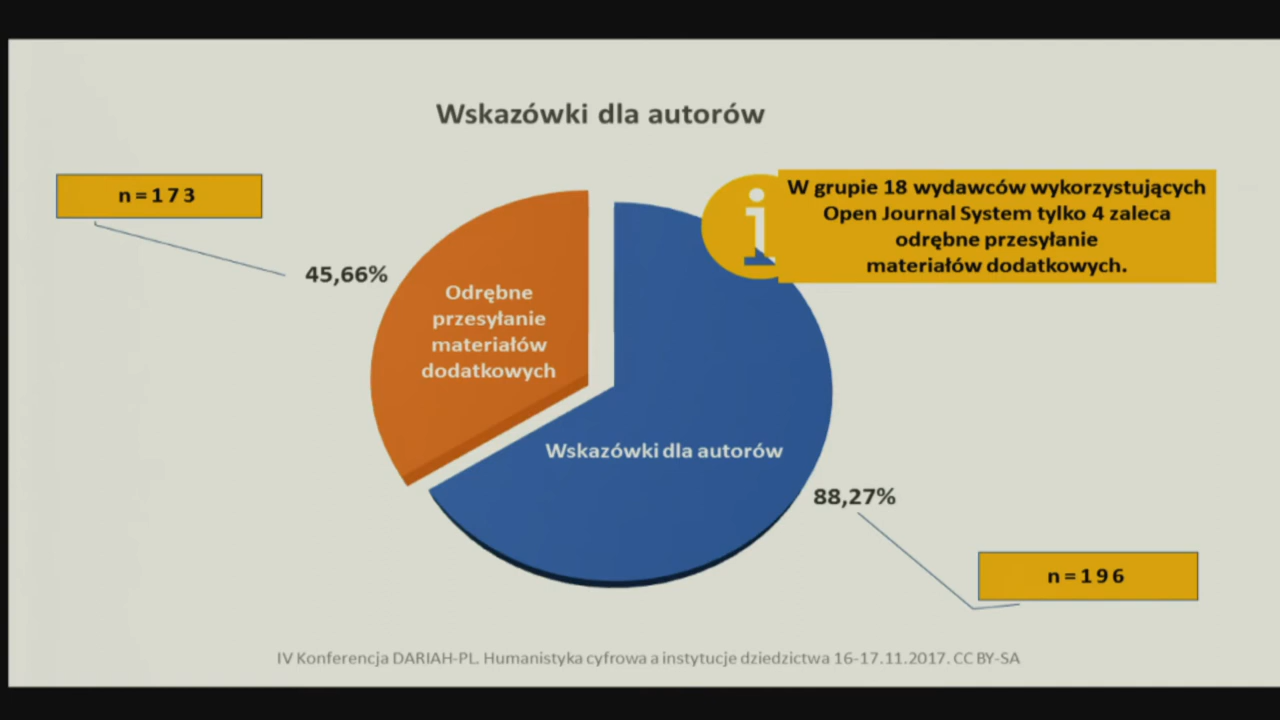 Wskazówki dla autorów
n=173
W grupie 18 wydawców wykorzystujących
Open Journal System tylko 4 zaleca
odrębne przesyłanie
materiałów dodatkowych.
45,66%
Odrębne
przesyłanie
materiałów
dodatkowych
Wskazówki dla autorów
88,27%
n=196
IV Konferencja DARIAH-PL. Humanistyka cyfrowa a instytucje dziedzictwa 16-17.11.2017. CC BY-SA